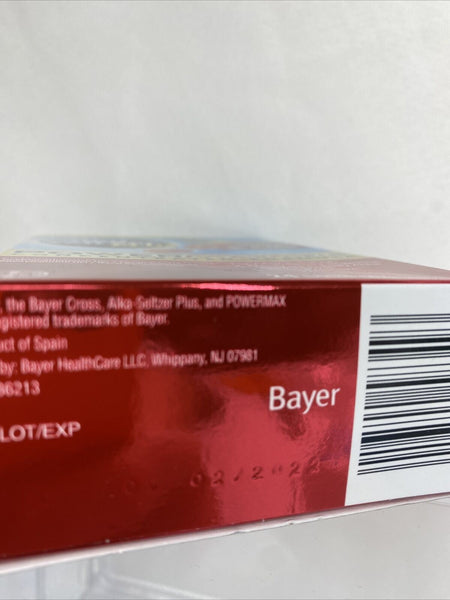 , the Bayer Cross, Alka-Seltzer Plus, and POWERMAX
egistered trademarks of Bayer.
uct of Spain
by: Bayer HealthCare LLC, Whippany, NJ 07981
86213
Bayer
LOT/EXP